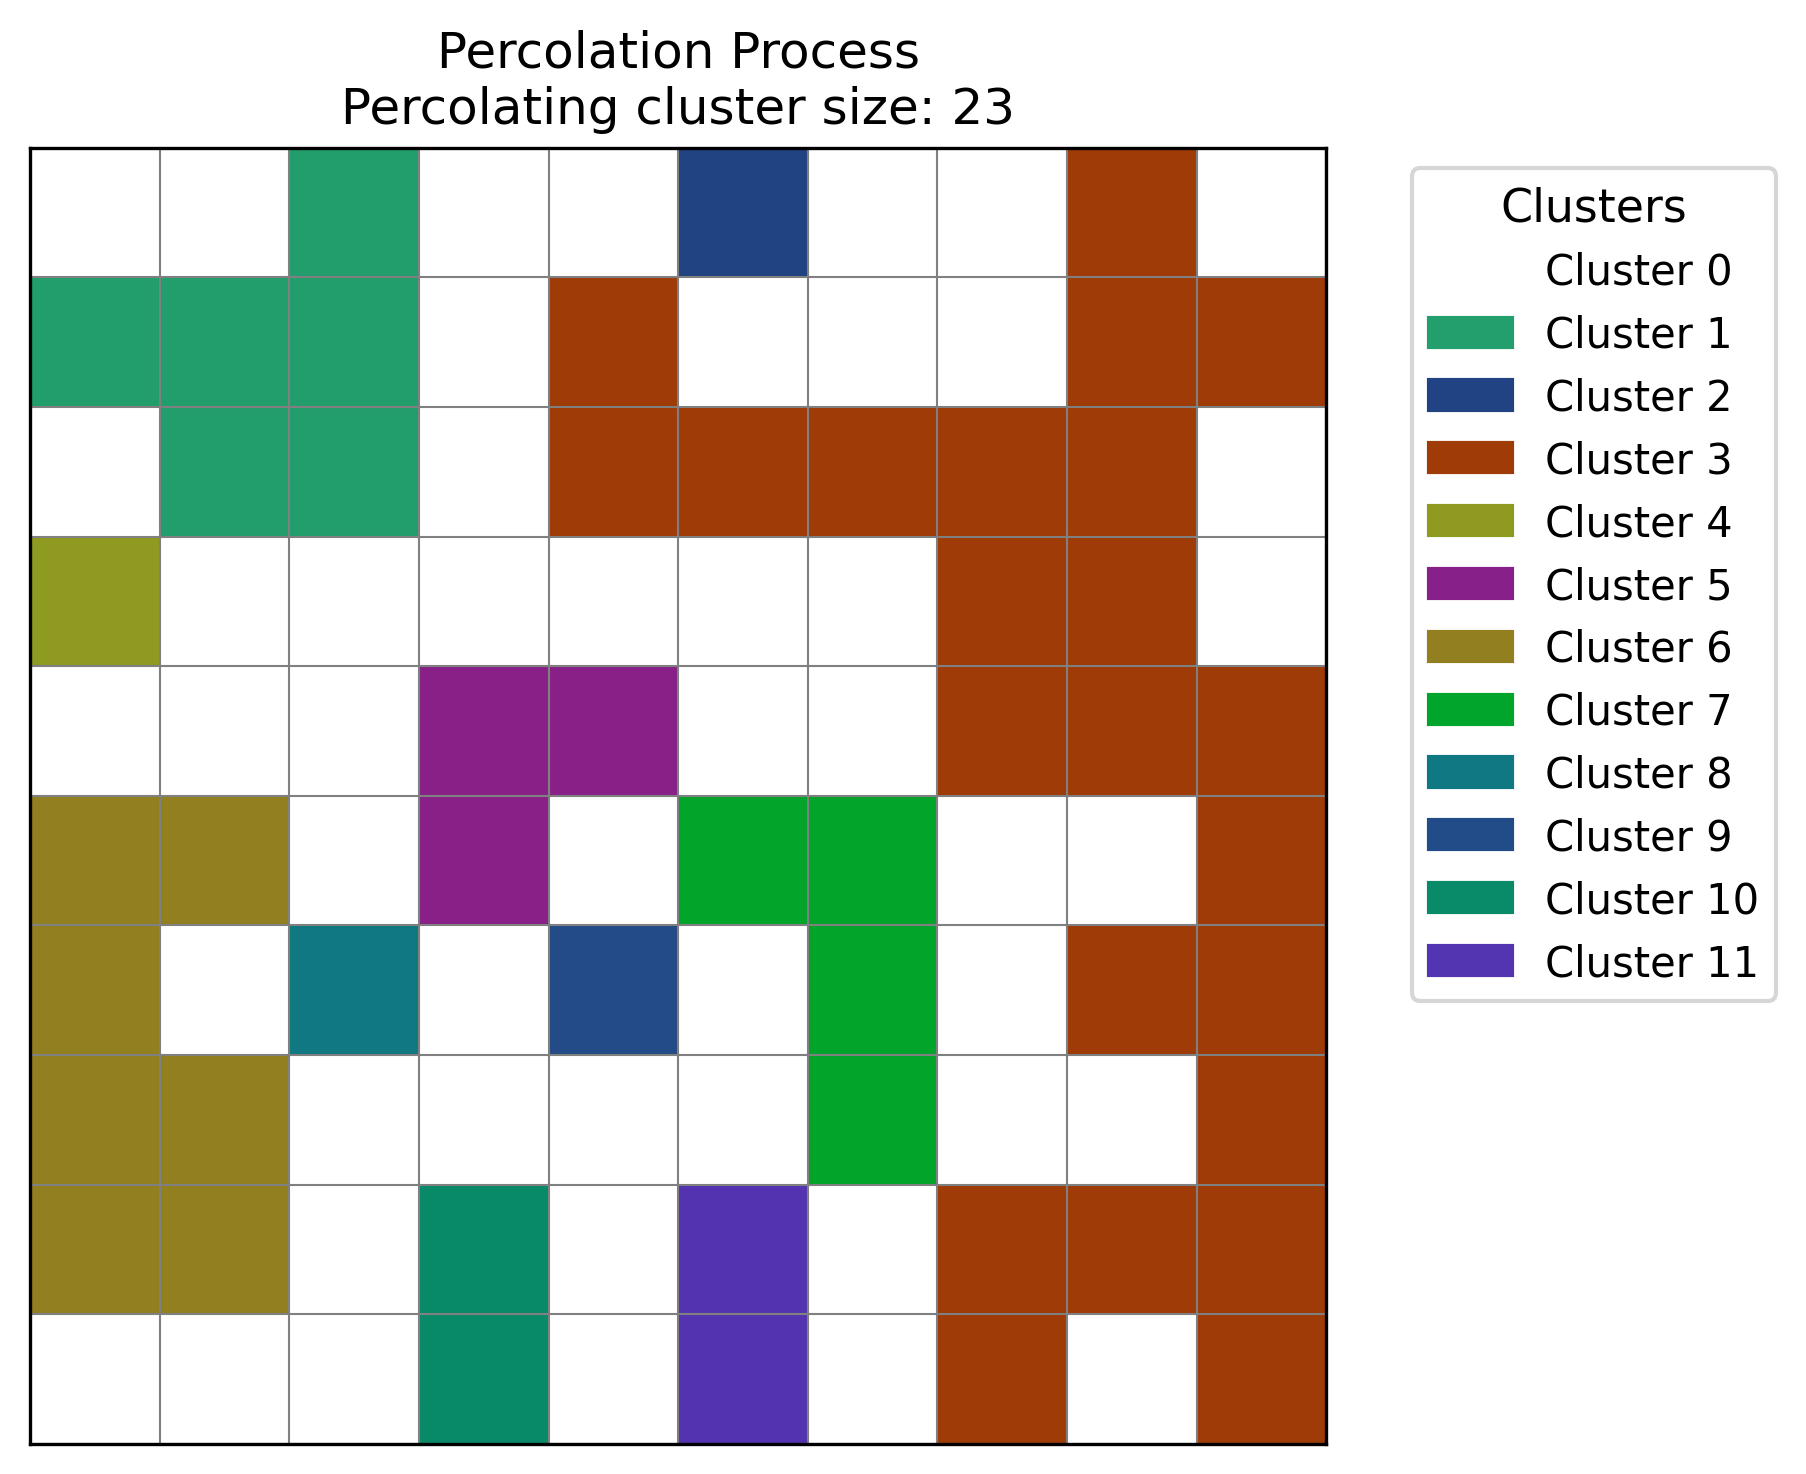 Percolation Process
Percolating cluster size: 23
Clusters
Cluster 0
Cluster 1
Cluster 2
Cluster 3
Cluster 4
Cluster 5
Cluster 6
Cluster 7
Cluster 8
Cluster 9
Cluster 10
Cluster 11